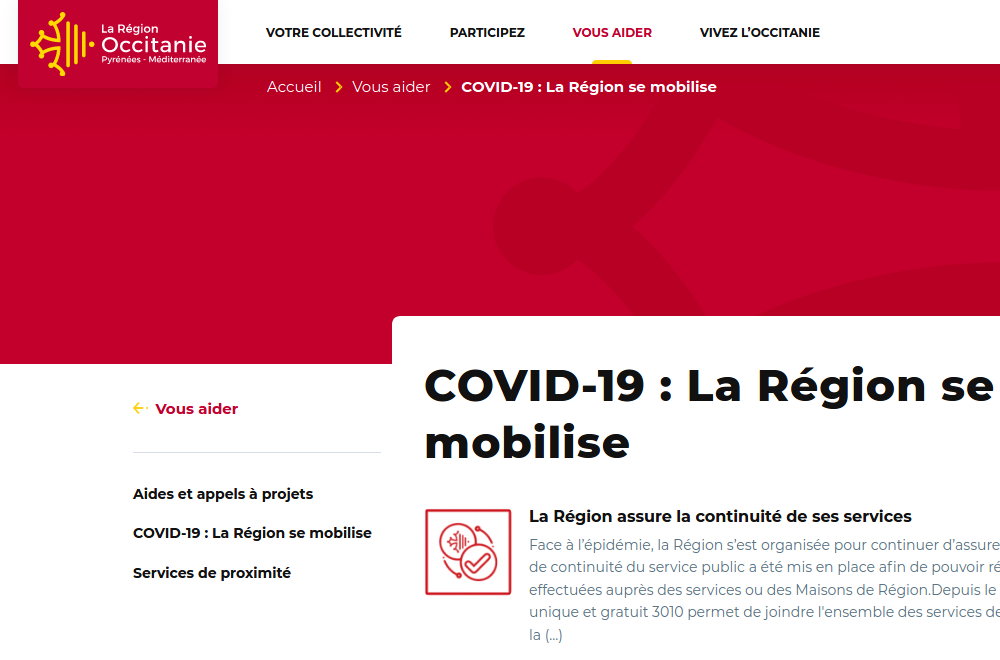 La Région
Occitanie
Pyrénées - Méditerranée
VOTRE COLLECTIVITÉ PARTICIPEZ VOUS AIDER VIVEZ L’OCCITANIE
Accueil Vous aider COVID-19 : La Région se mobilise
Vous aider
Aides et appels à projets
COVID-19 : La Région se mobilise
Services de proximité
COVID-19 : La Région se
mobilise
La Région assure la continuité de ses services
Face à l’épidémie, la Région s’est organisée pour continuer d’assure
de continuité du service public a été mis en place afin de pouvoir ré
effectuées auprès des services ou des Maisons de Région.Depuis le
unique et gratuit 3010 permet de joindre l'ensemble des services de
la (...)